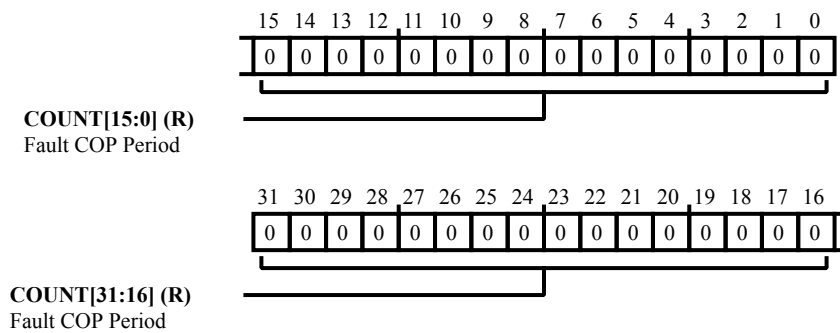 15 14 13 12 11 10 9 8 7 6 5 4 3 2 1 0
0 0 0 0 0 0 0 0 0 0 0 0 0 0 0 0
COUNT[15:0] (R)
Fault COP Period
31 30 29 28 27 26 25 24 23 22 21 20 19 18 17 16
0 0 0 0 0 0 0 0 0 0 0 0 0 0 0 0
COUNT[31:16] (R)
Fault COP Period